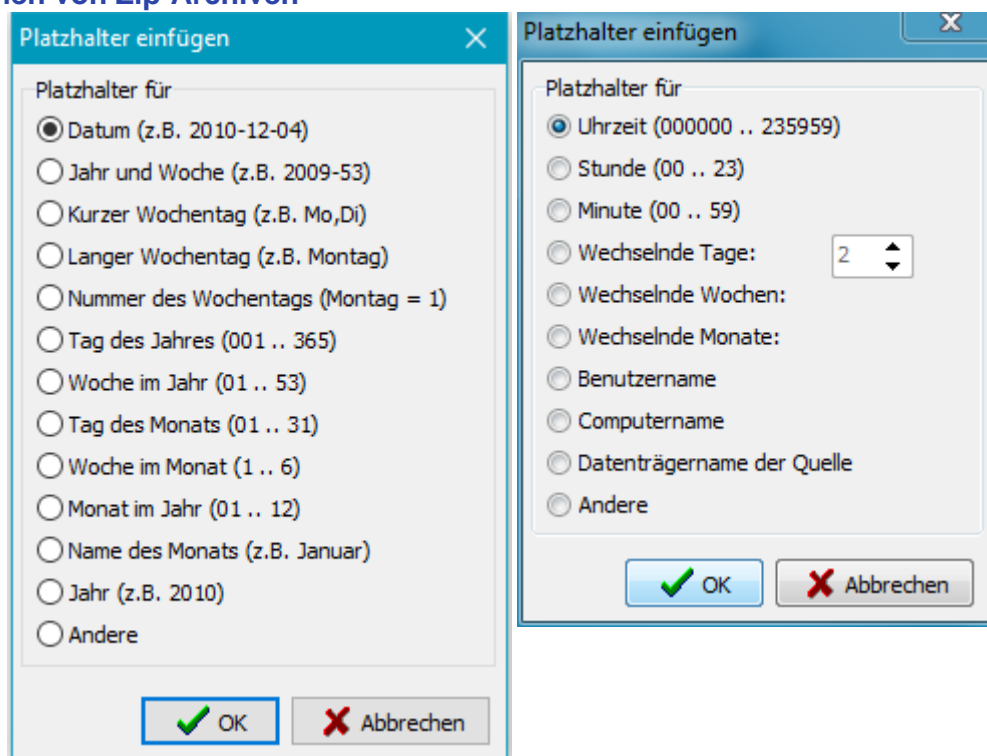 von Zip-Archiven
Platzhalter einfügen
Platzhalter für
Datum (z.B. 2010-12-04)
Jahr und Woche (z.B. 2009-53)
Kurzer Wochentag (z.B. Mo,Di)
Langer Wochentag (z.B. Montag)
Nummer des Wochentags (Montag = 1)
Tag des Jahres (001 .. 365)
Woche im Jahr (01 .. 53)
Tag des Monats (01 .. 31)
Woche im Monat (1 .. 6)
Monat im Jahr (01 .. 12)
Name des Monats (z.B. Januar)
Jahr (z.B. 2010)
Andere
OK
Abbrechen
Platzhalter einfügen
Platzhalter für
Uhrzeit (000000 .. 235959)
Stunde (00 .. 23)
Minute (00 .. 59)
Wechselnde Tage: 2
Wechselnde Wochen:
Wechselnde Monate:
Benutzername
Computername
Datenträgername der Quelle
Andere
OK
Abbrechen